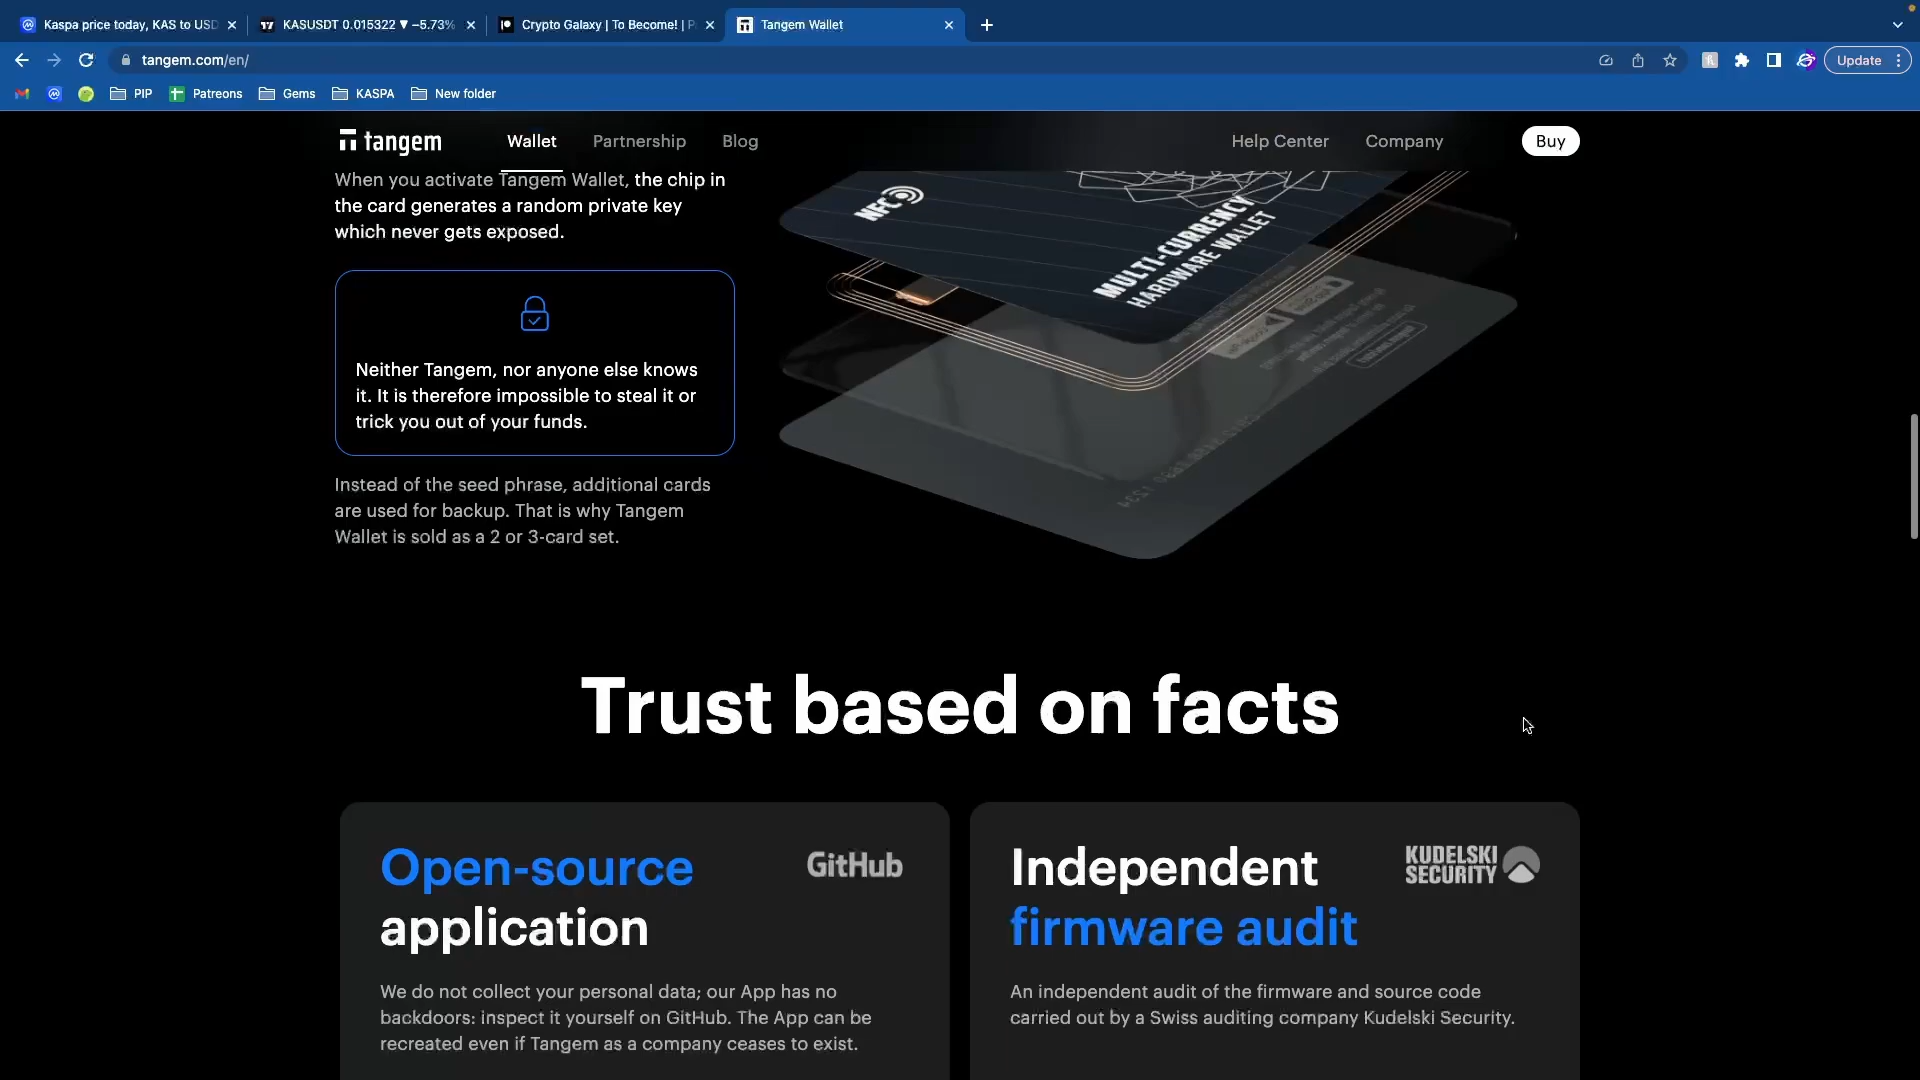 Kaspa price today, KAS to USD
KASUSDT 0.015322 ▼ −5.73%
Crypto Galaxy | To Become! | P
Tangem Wallet
tangem.com/en/
Update
PIP
Patreons
Gems
KASPA
New folder
tangem
Wallet
Partnership
Blog
Help Center
Company
Buy
When you activate Tangem Wallet, the chip in
the card generates a random private key
which never gets exposed.
NFC
MULTI-CURRENCY
HARDWARE WALLET
Neither Tangem, nor anyone else knows
it. It is therefore impossible to steal it or
trick you out of your funds.
Instead of the seed phrase, additional cards
are used for backup. That is why Tangem
Wallet is sold as a 2 or 3-card set.
Trust based on facts
Open-source
application
GitHub
We do not collect your personal data; our App has no
backdoors: inspect it yourself on GitHub. The App can be
recreated even if Tangem as a company ceases to exist.
Independent
firmware audit
KUDELSKI
SECURITY
An independent audit of the firmware and source code
carried out by a Swiss auditing company Kudelski Security.